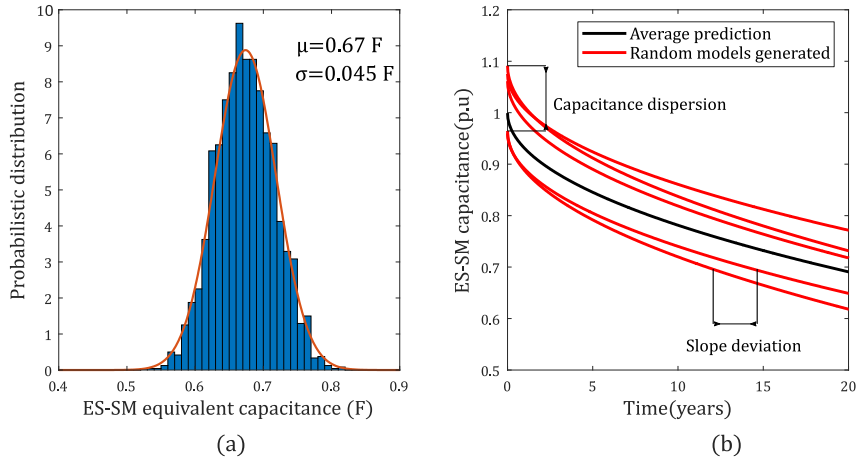 10
9
8
7
6
5
4
3
2
1
0
Probabilistic distribution
μ=0.67 F
σ=0.045 F
0.4 0.5 0.6 0.7 0.8 0.9
ES-SM equivalent capacitance (F)
(a)
1.2
1.1
1
0.9
0.8
0.7
0.6
0.5
ES-SM capacitance(p.u)
Average prediction
Random models generated
Capacitance dispersion
Slope deviation
0 5 10 15 20
Time(years)
(b)